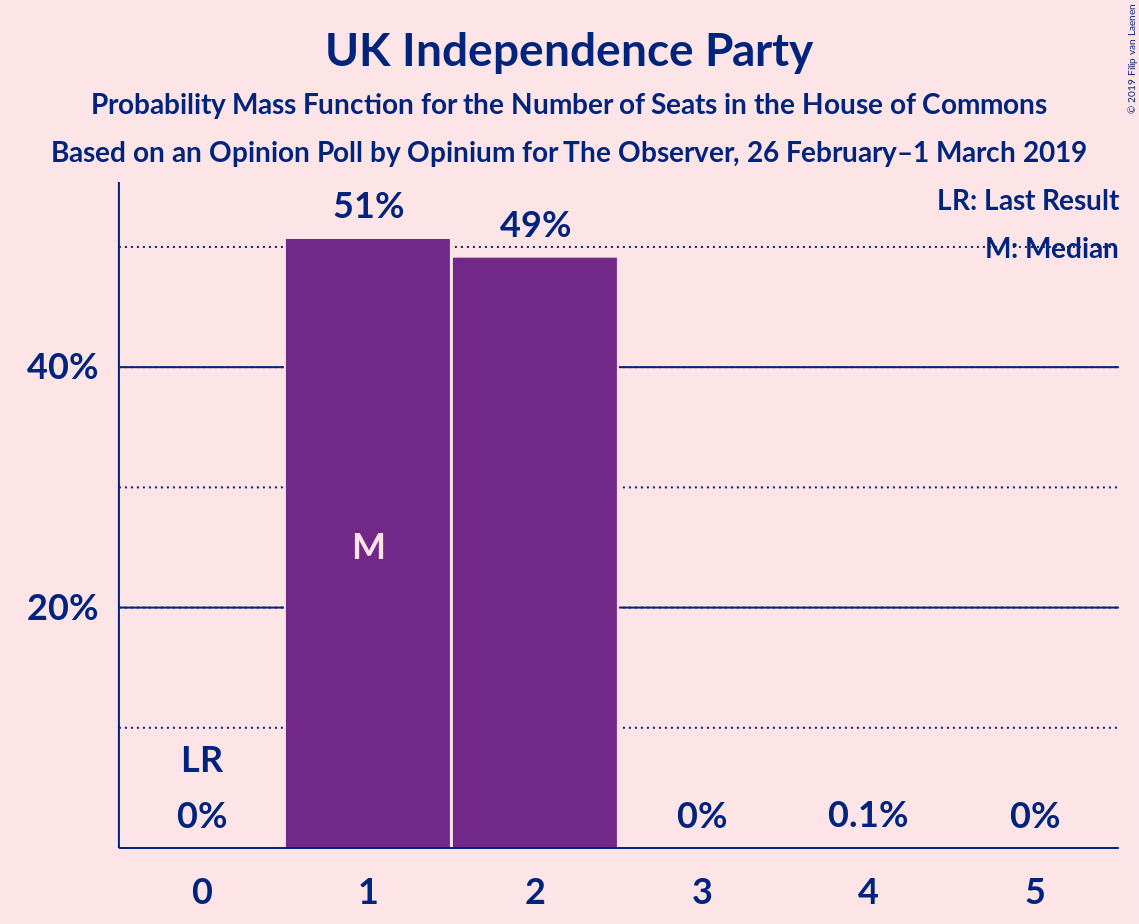 UK Independence Party
Probability Mass Function for the Number of Seats in the House of Commons
Based on an Opinion Poll by Opinium for The Observer, 26 February–1 March 2019
© 2019 Filip van Laenen
LR: Last Result
M: Median
51%
49%
40%
M
20%
LR
0%
0%
0.1%
0%
0
1
2
3
4
5